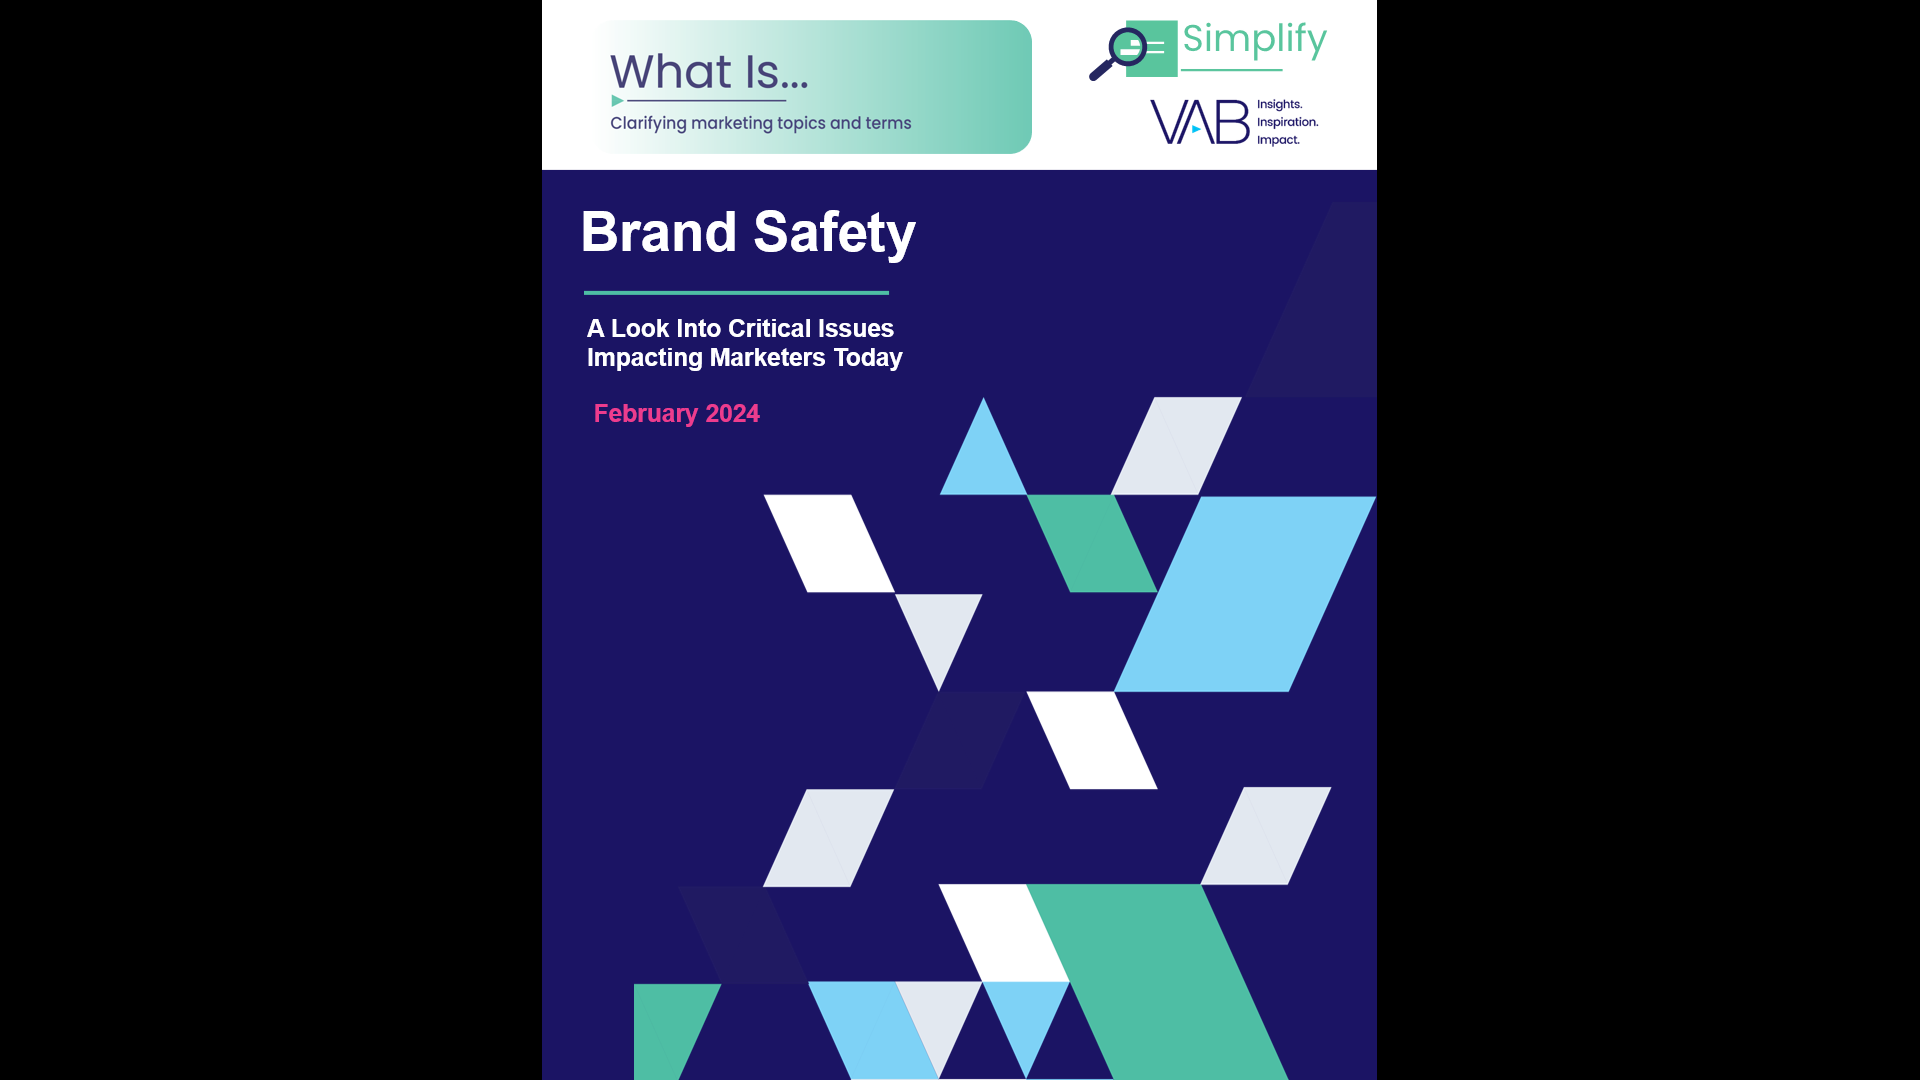 What Is...
Clarifying marketing topics and terms
Simplify
VAB
Insights.
Inspiration.
Impact.
Brand Safety
A Look Into Critical Issues
Impacting Marketers Today
February 2024